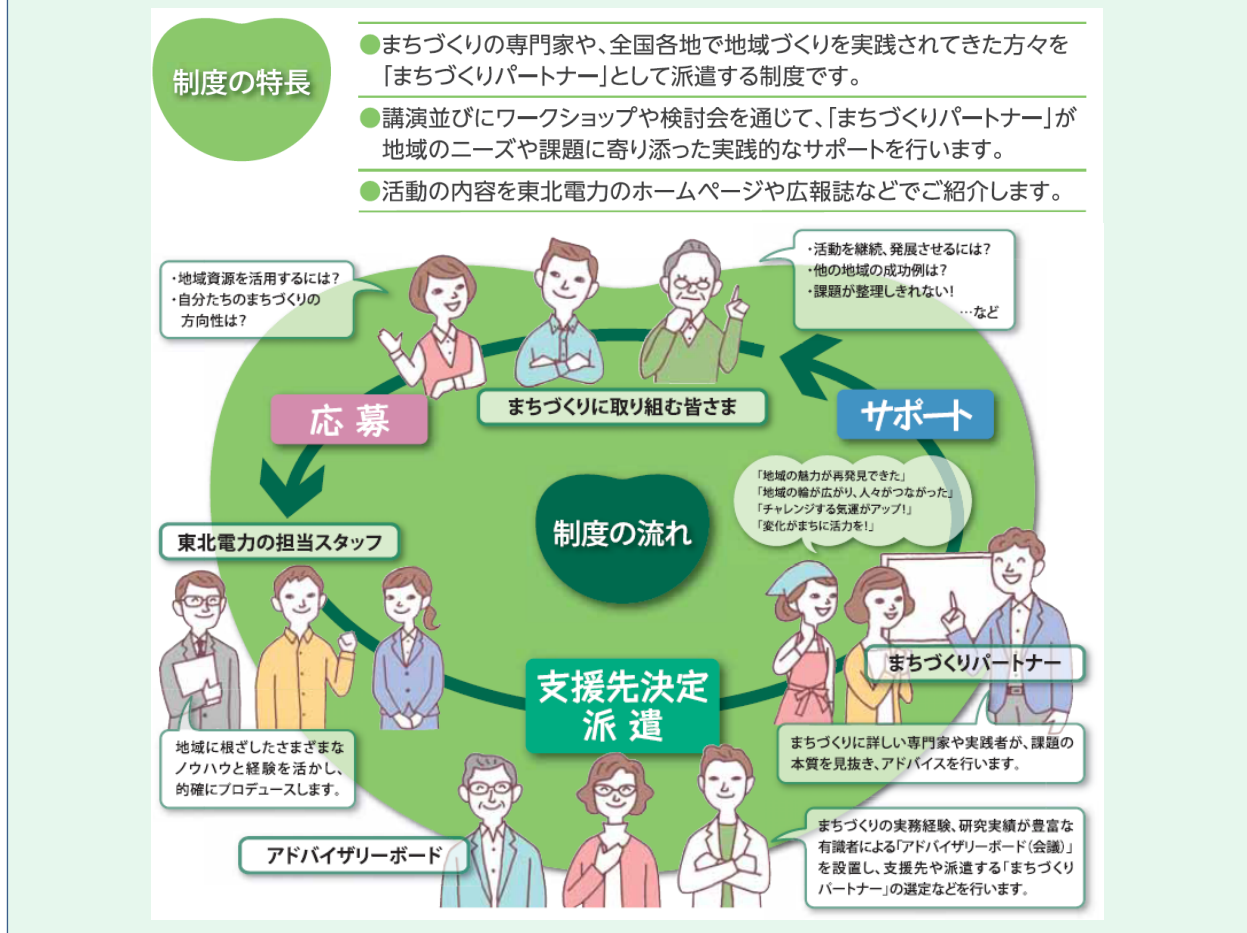 制度の特長
●まちづくりの専門家や、全国各地で地域づくりを実践されてきた方々を
「まちづくりパートナー」として派遣する制度です。
●講演並びにワークショップや検討会を通じて、「まちづくりパートナー」が
地域のニーズや課題に寄り添った実践的なサポートを行います。
●活動の内容を東北電力のホームページや広報誌などでご紹介します。
・地域資源を活用するには?
・自分たちのまちづくりの
方向性は?
・活動を継続、発展させるには?
・他の地域の成功例は?
・課題が整理しきれない!
…など
応募
まちづくりに取り組む皆さま
サポート
「地域の魅力が再発見できた」
「地域の輪が広がり、人々がつながった」
「チャレンジする気運がアップ!」
「変化がまちに活力を!」
制度の流れ
東北電力の担当スタッフ
まちづくりパートナー
支援先決定
派遣
地域に根ざしたさまざまな
ノウハウと経験を活かし、
的確にプロデュースします。
まちづくりに詳しい専門家や実践者が、課題の
本質を見抜き、アドバイスを行います。
アドバイザリーボード
まちづくりの実務経験、研究実績が豊富な
有識者による「アドバイザリーボード(会議)」
を設置し、支援先や派遣する「まちづくり
パートナー」の選定などを行います。